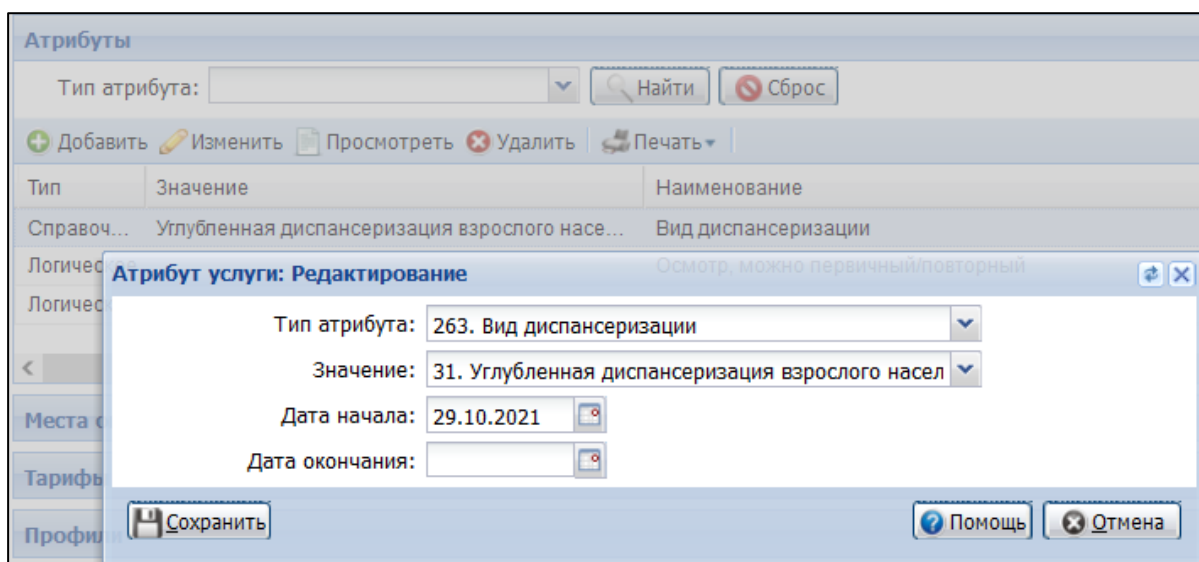 Атрибуты
Тип атрибута: Найти Сброс
Добавить Изменить Просмотреть Удалить Печать
Тип Значение Наименование
Справоч... Углубленная диспансеризация взрослого насе... Вид диспансеризации
Логическое Осмотр, можно первичный/повторный
Атрибут услуги: Редактирование
Логичес
Тип атрибута: 263. Вид диспансеризации
Значение: 31. Углубленная диспансеризация взрослого насел
Места о
Дата начала: 29.10.2021
Дата окончания:
Тарифы
Сохранить Помощь Отмена
Профили